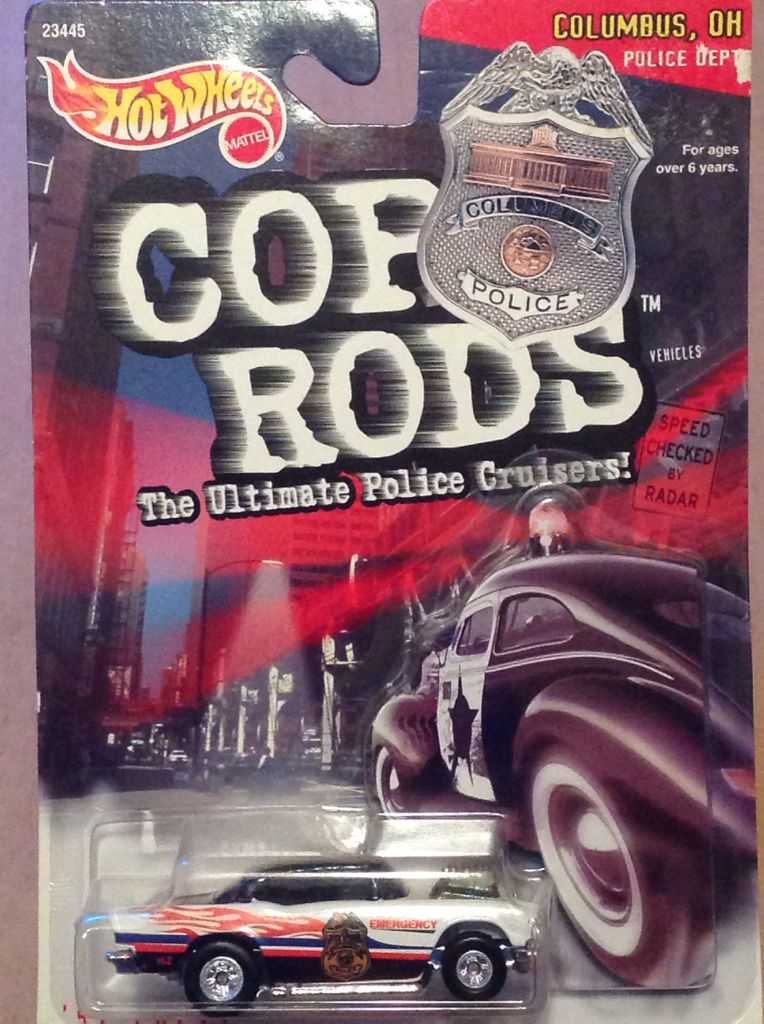 23445
COLUMBUS, OH
POLICE DEPT
HOT WHEELS
MATTEL
®
For ages
over 6 years.
COLUMBUS
POLICE
COP
RODS
™
VEHICLES
The Ultimate Police Cruisers!
SPEED
CHECKED
BY
RADAR
EMERGENCY